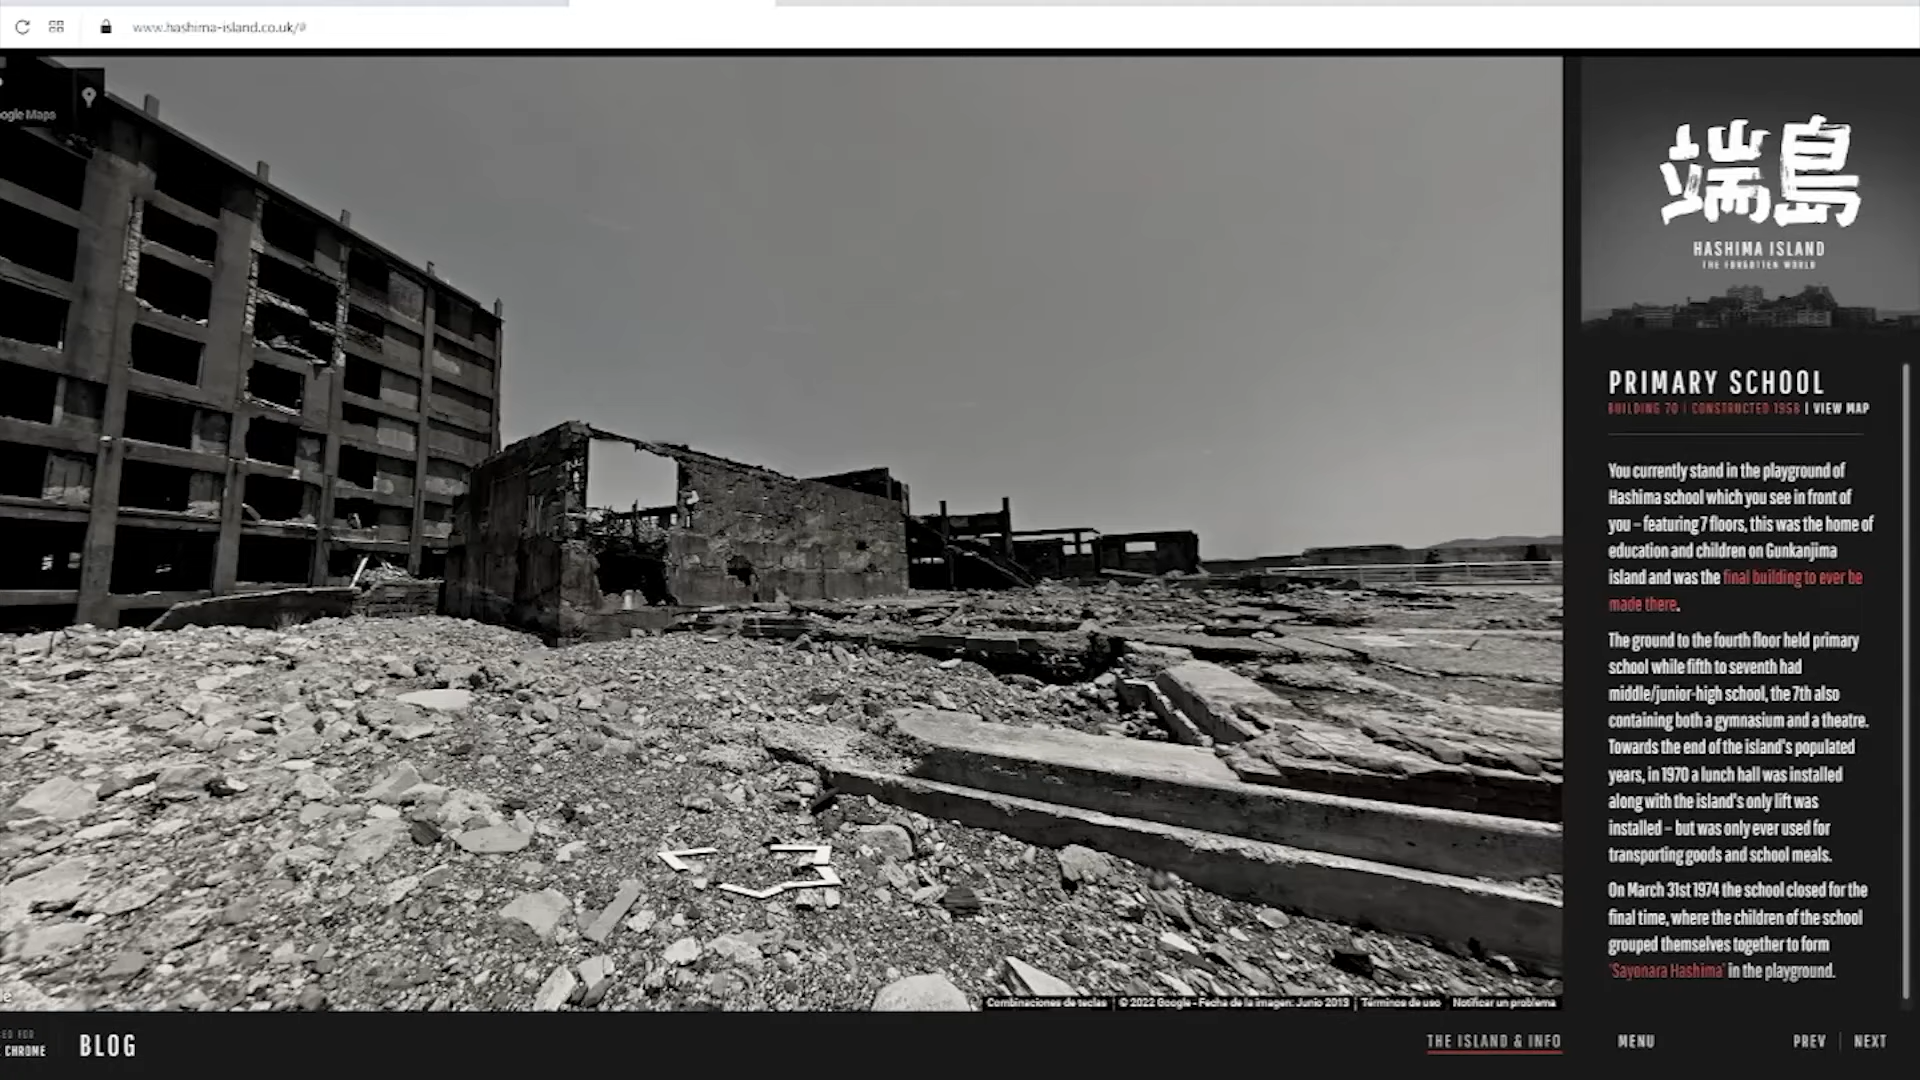 www.hashima-island.co.uk/#
ogle Maps
端島
HASHIMA ISLAND
THE FORGOTTEN WORLD
PRIMARY SCHOOL
BUILDING 70 | CONSTRUCTED 1958 | VIEW MAP
You currently stand in the playground of
Hashima school which you see in front of
you – featuring 7 floors, this was the home of
education and children on Gunkanjima
island and was the final building to ever be
made there.
The ground to the fourth floor held primary
school while fifth to seventh had
middle/junior-high school, the 7th also
containing both a gymnasium and a theatre.
Towards the end of the island's populated
years, in 1970 a lunch hall was installed
along with the island's only lift was
installed – but was only ever used for
transporting goods and school meals.
On March 31st 1974 the school closed for the
final time, where the children of the school
grouped themselves together to form
'Sayonara Hashima' in the playground.
Combinaciones de teclas | © 2022 Google - Fecha de la imagen: Junio 2013 | Términos de uso | Notificar un problema
ED FOR
CHROME
BLOG
THE ISLAND & INFO
MENU
PREV | NEXT